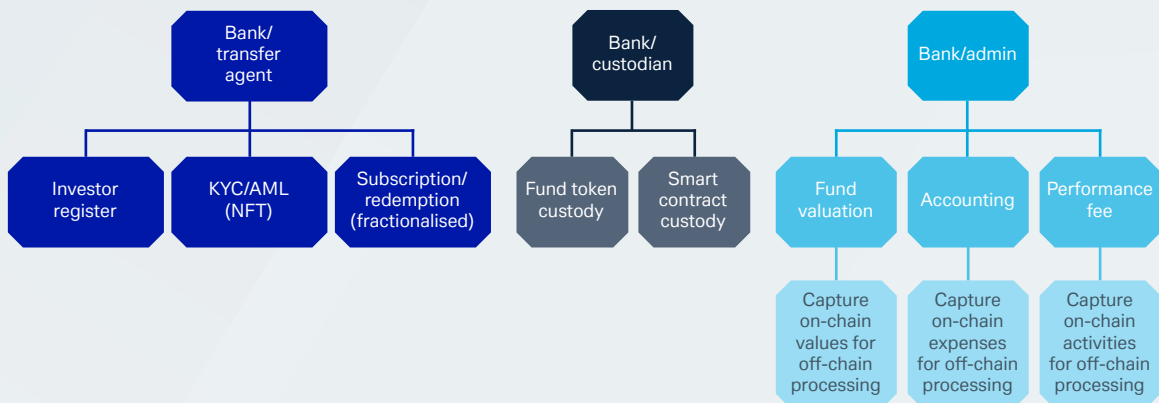 Bank/
transfer
agent
Bank/
custodian
Bank/admin
Investor
register
KYC/AML
(NFT)
Subscription/
redemption
(fractionalised)
Fund token
custody
Smart
contract
custody
Fund
valuation
Accounting
Performance
fee
Capture
on-chain
values for
off-chain
processing
Capture
on-chain
expenses
for off-chain
processing
Capture
on-chain
activities
for off-chain
processing